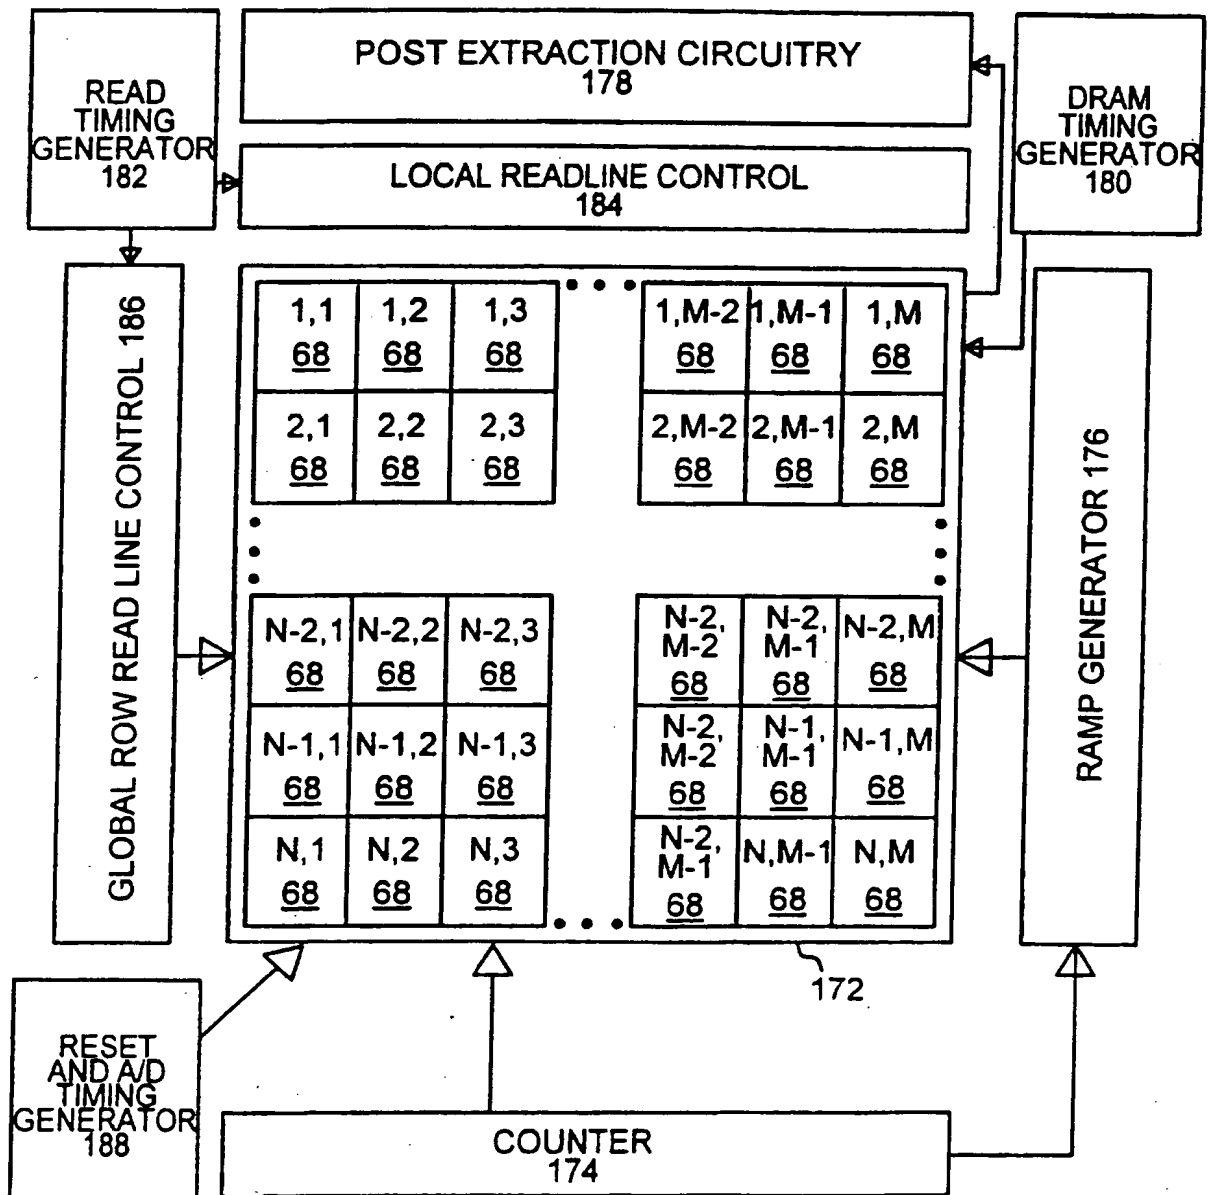 POST EXTRACTION CIRCUITRY
178
READ
TIMING
GENERATOR
182
DRAM
TIMING
GENERATOR
180
LOCAL READLINE CONTROL
184
GLOBAL ROW READ LINE CONTROL 186
1,1 1,2 1,3 1,M-2 1,M-1 1,M
68 68 68 68 68 68
2,1 2,2 2,3 2,M-2 2,M-1 2,M
68 68 68 68 68 68
N-2,1 N-2,2 N-2,3 N-2, M-2 N-2, M-1 N-2,M
68 68 68 68 68 68
N-1,1 N-1,2 N-1,3 N-2, M-2 N-1, M-1 N-1,M
68 68 68 68 68 68
N,1 N,2 N,3 N-2, M-1 N,M-1 N,M
68 68 68 68 68 68
RAMP GENERATOR 176
172
RESET
AND A/D
TIMING
GENERATOR
188
COUNTER
174